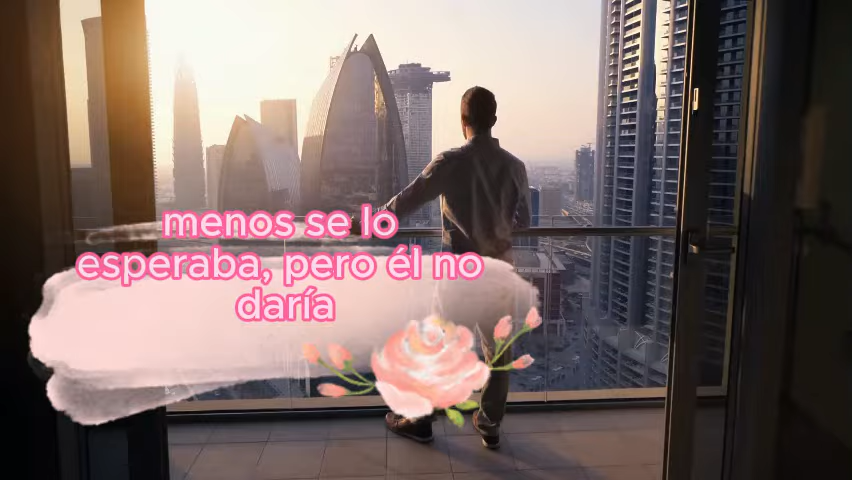 menos se lo
esperaba, pero él no
daría